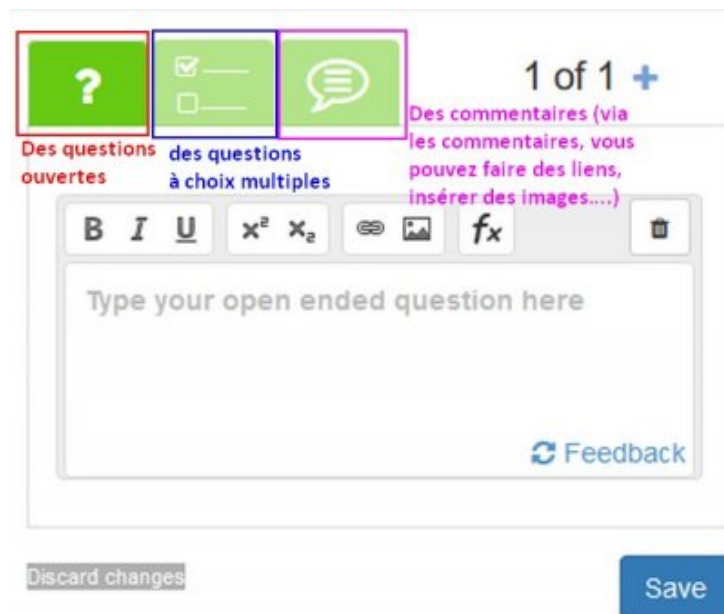 ?
1 of 1 +
Des questions
ouvertes
des questions
à choix multiples
Des commentaires (via
les commentaires, vous
pouvez faire des liens,
insérer des images....)
B I U x² x₂ fx
Type your open ended question here
Feedback
Discard changes
Save